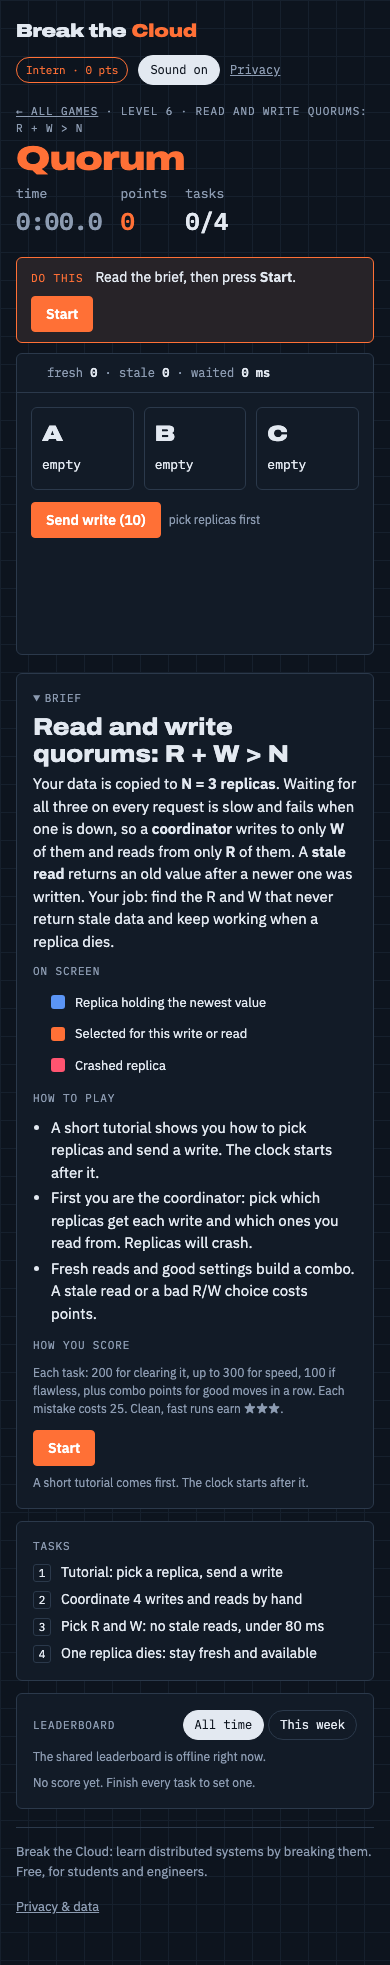 Break the Cloud
Intern · 0 pts
Sound on
Privacy
← ALL GAMES · LEVEL 6 · READ AND WRITE QUORUMS:
R + W > N
Quorum
time points tasks
0:00.0 0 0/4
DO THIS Read the brief, then press Start.
Start
fresh 0 · stale 0 · waited 0 ms
A B C
empty empty empty
Send write (10) pick replicas first
▼ BRIEF
Read and write
quorums: R + W > N
Your data is copied to N = 3 replicas. Waiting for
all three on every request is slow and fails when
one is down, so a coordinator writes to only W
of them and reads from only R of them. A stale
read returns an old value after a newer one was
written. Your job: find the R and W that never
return stale data and keep working when a
replica dies.
ON SCREEN
Replica holding the newest value
Selected for this write or read
Crashed replica
HOW TO PLAY
• A short tutorial shows you how to pick
replicas and send a write. The clock starts
after it.
• First you are the coordinator: pick which
replicas get each write and which ones you
read from. Replicas will crash.
• Fresh reads and good settings build a combo.
A stale read or a bad R/W choice costs
points.
HOW YOU SCORE
Each task: 200 for clearing it, up to 300 for speed, 100 if
flawless, plus combo points for good moves in a row. Each
mistake costs 25. Clean, fast runs earn ★★★.
Start
A short tutorial comes first. The clock starts after it.
TASKS
1 Tutorial: pick a replica, send a write
2 Coordinate 4 writes and reads by hand
3 Pick R and W: no stale reads, under 80 ms
4 One replica dies: stay fresh and available
LEADERBOARD All time This week
The shared leaderboard is offline right now.
No score yet. Finish every task to set one.
Break the Cloud: learn distributed systems by breaking them.
Free, for students and engineers.
Privacy & data